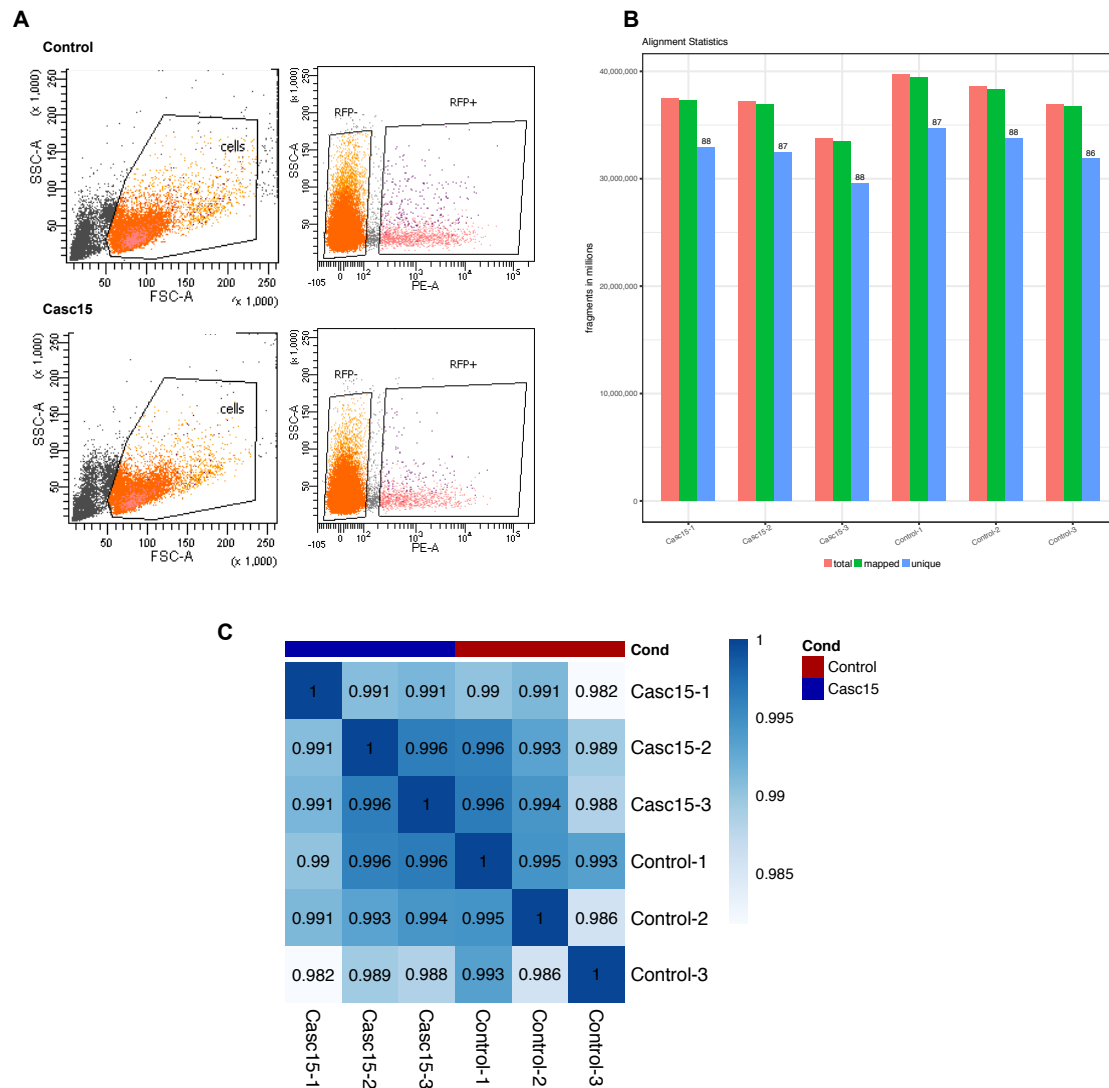 A
Control
(x 1,000)
SSC-A
250
200
150
100
50
cells
50 100 150 200 250
FSC-A
(x 1,000)
(x 1,000)
SSC-A
250
200
150
100
50
RFP-
RFP+
-105 0 10² 10³ 10⁴ 10⁵
PE-A
Casc15
(x 1,000)
SSC-A
250
200
150
100
50
cells
50 100 150 200 250
FSC-A
(x 1,000)
(x 1,000)
SSC-A
250
200
150
100
50
RFP-
RFP+
-105 0 10² 10³ 10⁴ 10⁵
PE-A
B
Alignment Statistics
fragments in millions
40,000,000
30,000,000
20,000,000
10,000,000
0
88 87 88 87 88 86
Casc15-1 Casc15-2 Casc15-3 Control-1 Control-2 Control-3
total mapped unique
C
Cond
1 0.991 0.991 0.99 0.991 0.982 Casc15-1
0.991 1 0.996 0.996 0.993 0.989 Casc15-2
0.991 0.996 1 0.996 0.994 0.988 Casc15-3
0.99 0.996 0.996 1 0.995 0.993 Control-1
0.991 0.993 0.994 0.995 1 0.986 Control-2
0.982 0.989 0.988 0.993 0.986 1 Control-3
Casc15-1 Casc15-2 Casc15-3 Control-1 Control-2 Control-3
1
0.995
0.99
0.985
Cond
Control
Casc15